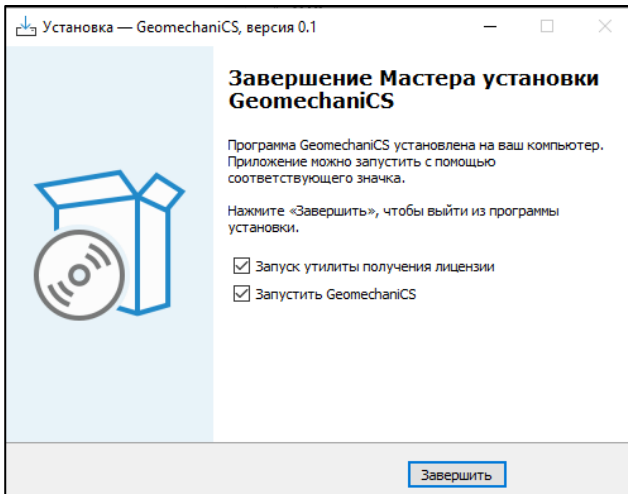 Установка — GeomechaniCS, версия 0.1
Завершение Мастера установки
GeomechaniCS
Программа GeomechaniCS установлена на ваш компьютер.
Приложение можно запустить с помощью
соответствующего значка.
Нажмите «Завершить», чтобы выйти из программы
установки.
Запуск утилиты получения лицензии
Запустить GeomechaniCS
Завершить